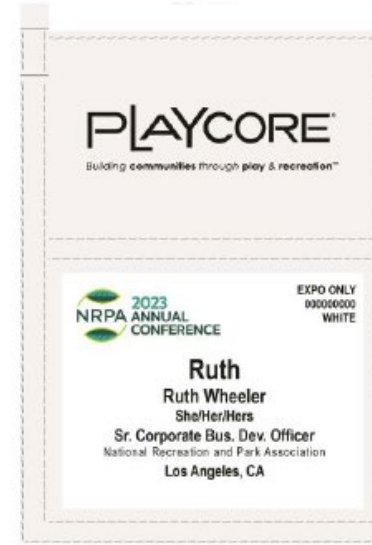 PLAYCORE
Building communities through play & recreation™
2023
NRPA ANNUAL
CONFERENCE
EXPO ONLY
000000000
WHITE
Ruth
Ruth Wheeler
She/Her/Hers
Sr. Corporate Bus. Dev. Officer
National Recreation and Park Association
Los Angeles, CA